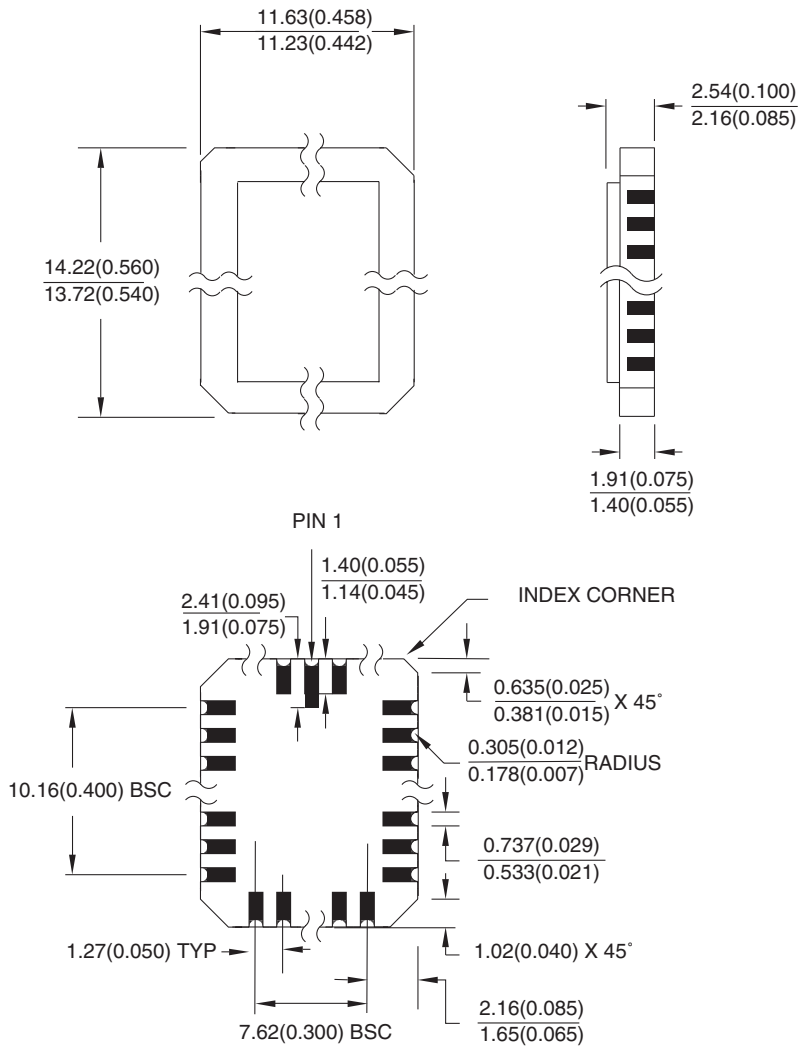 11.63(0.458)
11.23(0.442)
2.54(0.100)
2.16(0.085)
14.22(0.560)
13.72(0.540)
1.91(0.075)
1.40(0.055)
PIN 1
1.40(0.055)
1.14(0.045)
2.41(0.095)
1.91(0.075)
INDEX CORNER
0.635(0.025)
0.381(0.015)
X 45°
0.305(0.012)
0.178(0.007)
RADIUS
10.16(0.400) BSC
0.737(0.029)
0.533(0.021)
1.27(0.050) TYP
1.02(0.040) X 45°
7.62(0.300) BSC
2.16(0.085)
1.65(0.065)